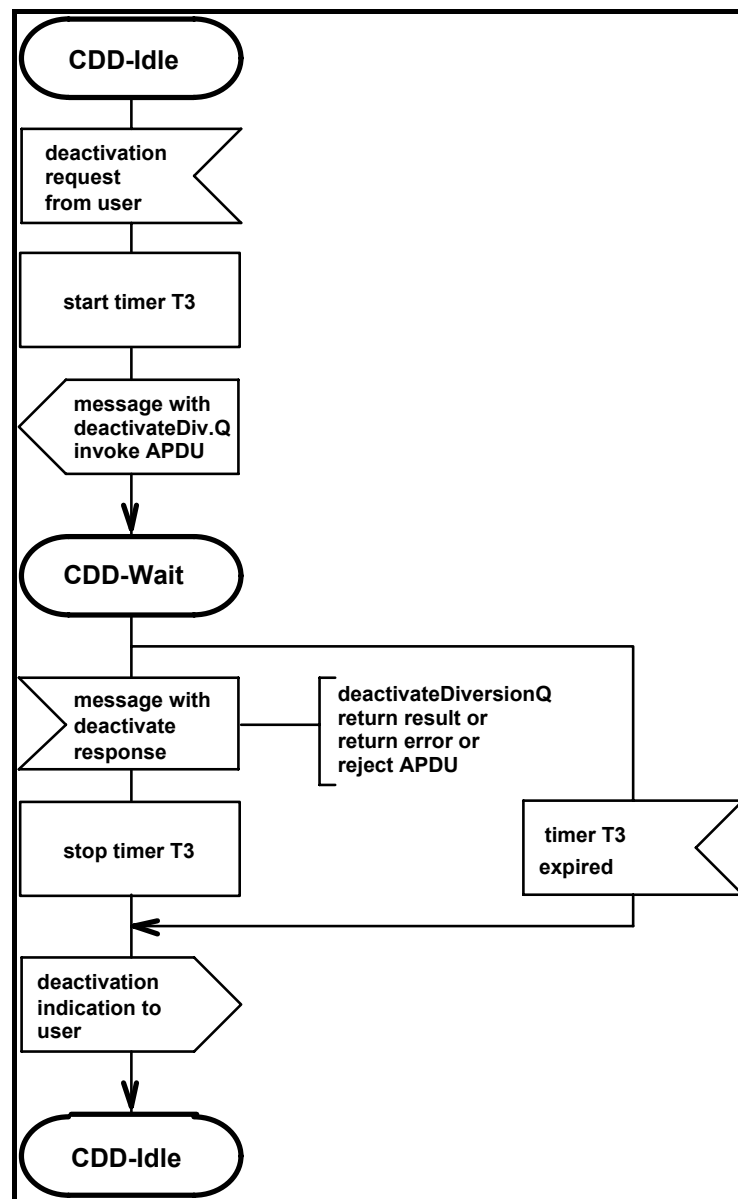 CDD-Idle
deactivation
request
from user
start timer T3
message with
deactivateDiv.Q
invoke APDU
CDD-Wait
message with
deactivate
response
deactivateDiversionQ
return result or
return error or
reject APDU
stop timer T3
timer T3
expired
deactivation
indication to
user
CDD-Idle